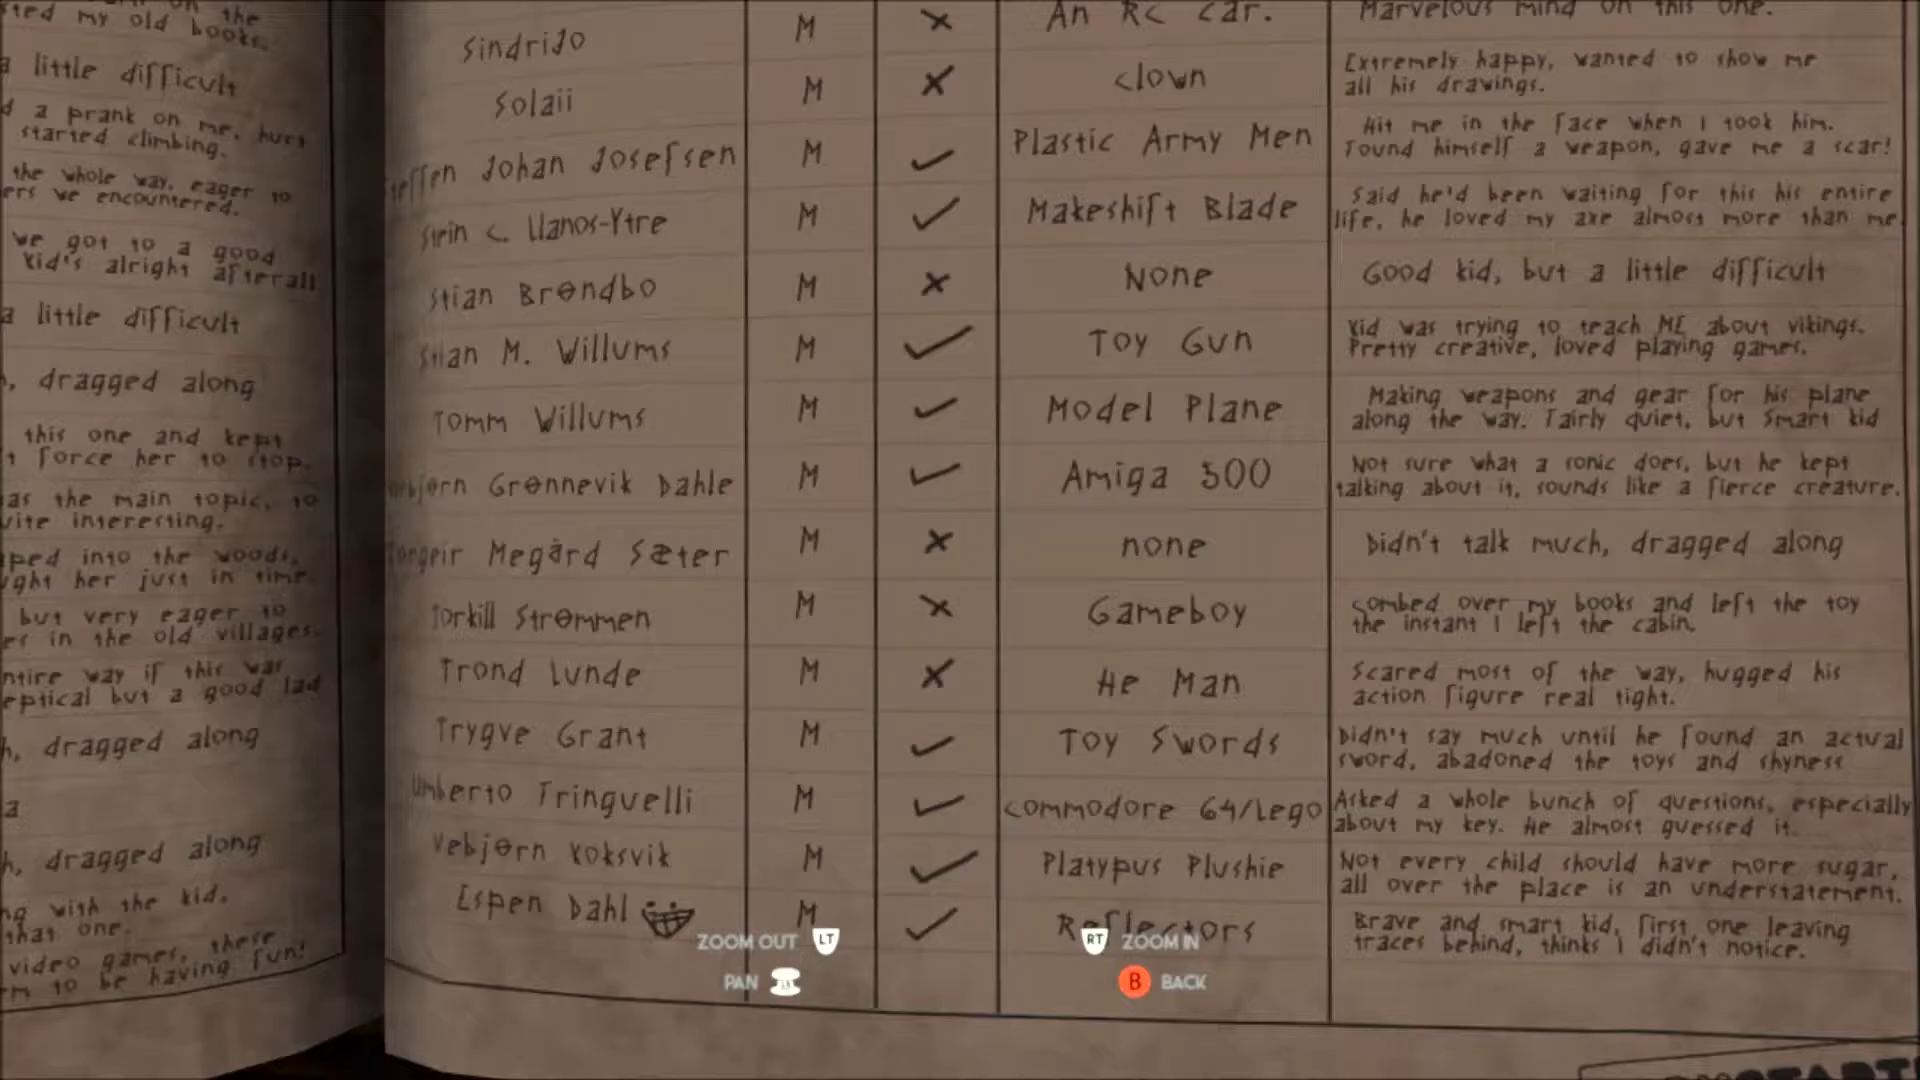 the
my old books.
a little difficult
a prank on me, hurt
started climbing.
the whole way, eager to
we encountered.
we got to a good
Kid's alright afterall
a little difficult
dragged along
this one and kept
force her to stop.
as the main topic, to
interesting.
into the woods,
her just in time.
but very eager to
in the old villages.
way if this was
but a good lad
dragged along
a
dragged along
with the kid.
that one.
video games, these
to be having fun!
SindriJo M X An RC Car.
Marvelous mind on this one.
Solaii M X Clown
Extremely happy, wanted to show me
all his drawings.
Steffen Johan Josefsen M ✓ Plastic Army Men
Hit me in the face when I took him.
Found himself a weapon, gave me a scar!
Stein C. Llanos-Ytre M ✓ Makeshift Blade
Said he'd been waiting for this his entire
life, he loved my axe almost more than me.
Stian Brøndbo M X None
Good kid, but a little difficult
Stian M. Willums M ✓ Toy Gun
Kid was trying to teach ME about vikings.
Pretty creative, loved playing games.
Tomm Willums M ✓ Model Plane
Making weapons and gear for his plane
along the way. Fairly quiet, but Smart kid
Grønnevik Dahle M ✓ Amiga 500
Not sure what a sonic does, but he kept
talking about it, sounds like a fierce creature.
Torgeir Megård Sæter M X none
Didn't talk much, dragged along
Torkill Strømmen M X Gameboy
Combed over my books and left the toy
the instant I left the cabin.
Trond Lunde M X He Man
Scared most of the way, hugged his
action figure real tight.
Trygve Grant M ✓ Toy Swords
Didn't say much until he found an actual
sword, abadoned the toys and shyness
Umberto Tringuelli M ✓ Commodore 64/Lego
Asked a whole bunch of questions, especially
about my key. He almost guessed it.
Vebjørn Koksvik M ✓ Platypus Plushie
Not every child should have more sugar,
all over the place is an understatement.
Espen Dahl M ✓ Reflectors
Brave and smart kid, first one leaving
traces behind, thinks I didn't notice.
ZOOM OUT LT
RT ZOOM IN
PAN
B BACK